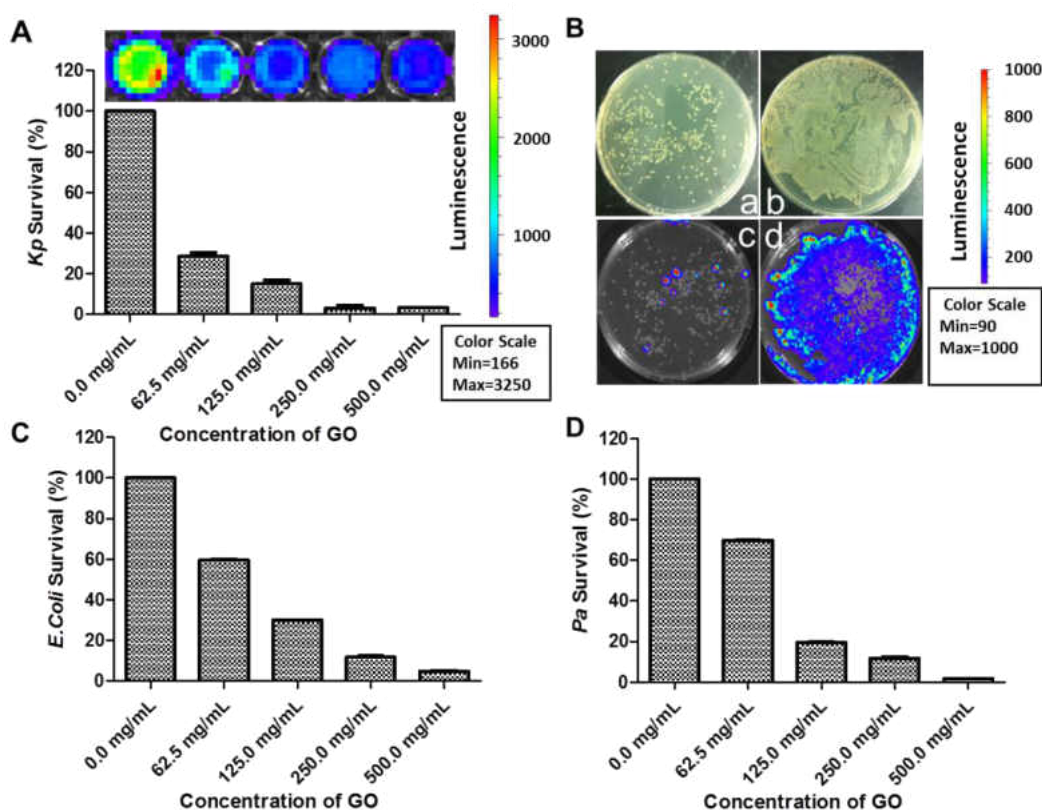 A
120
100
80
60
40
20
0
Kp Survival (%)
0.0 mg/mL
62.5 mg/mL
125.0 mg/mL
250.0 mg/mL
500.0 mg/mL
Concentration of GO
Luminescence
3000
2000
1000
Color Scale
Min=166
Max=3250
B
a
b
c
d
Luminescence
1000
800
600
400
200
Color Scale
Min=90
Max=1000
C
120
100
80
60
40
20
0
E.Coli Survival (%)
0.0 mg/mL
62.5 mg/mL
125.0 mg/mL
250.0 mg/mL
500.0 mg/mL
Concentration of GO
D
120
100
80
60
40
20
0
Pa Survival (%)
0.0 mg/mL
62.5 mg/mL
125.0 mg/mL
250.0 mg/mL
500.0 mg/mL
Concentration of GO